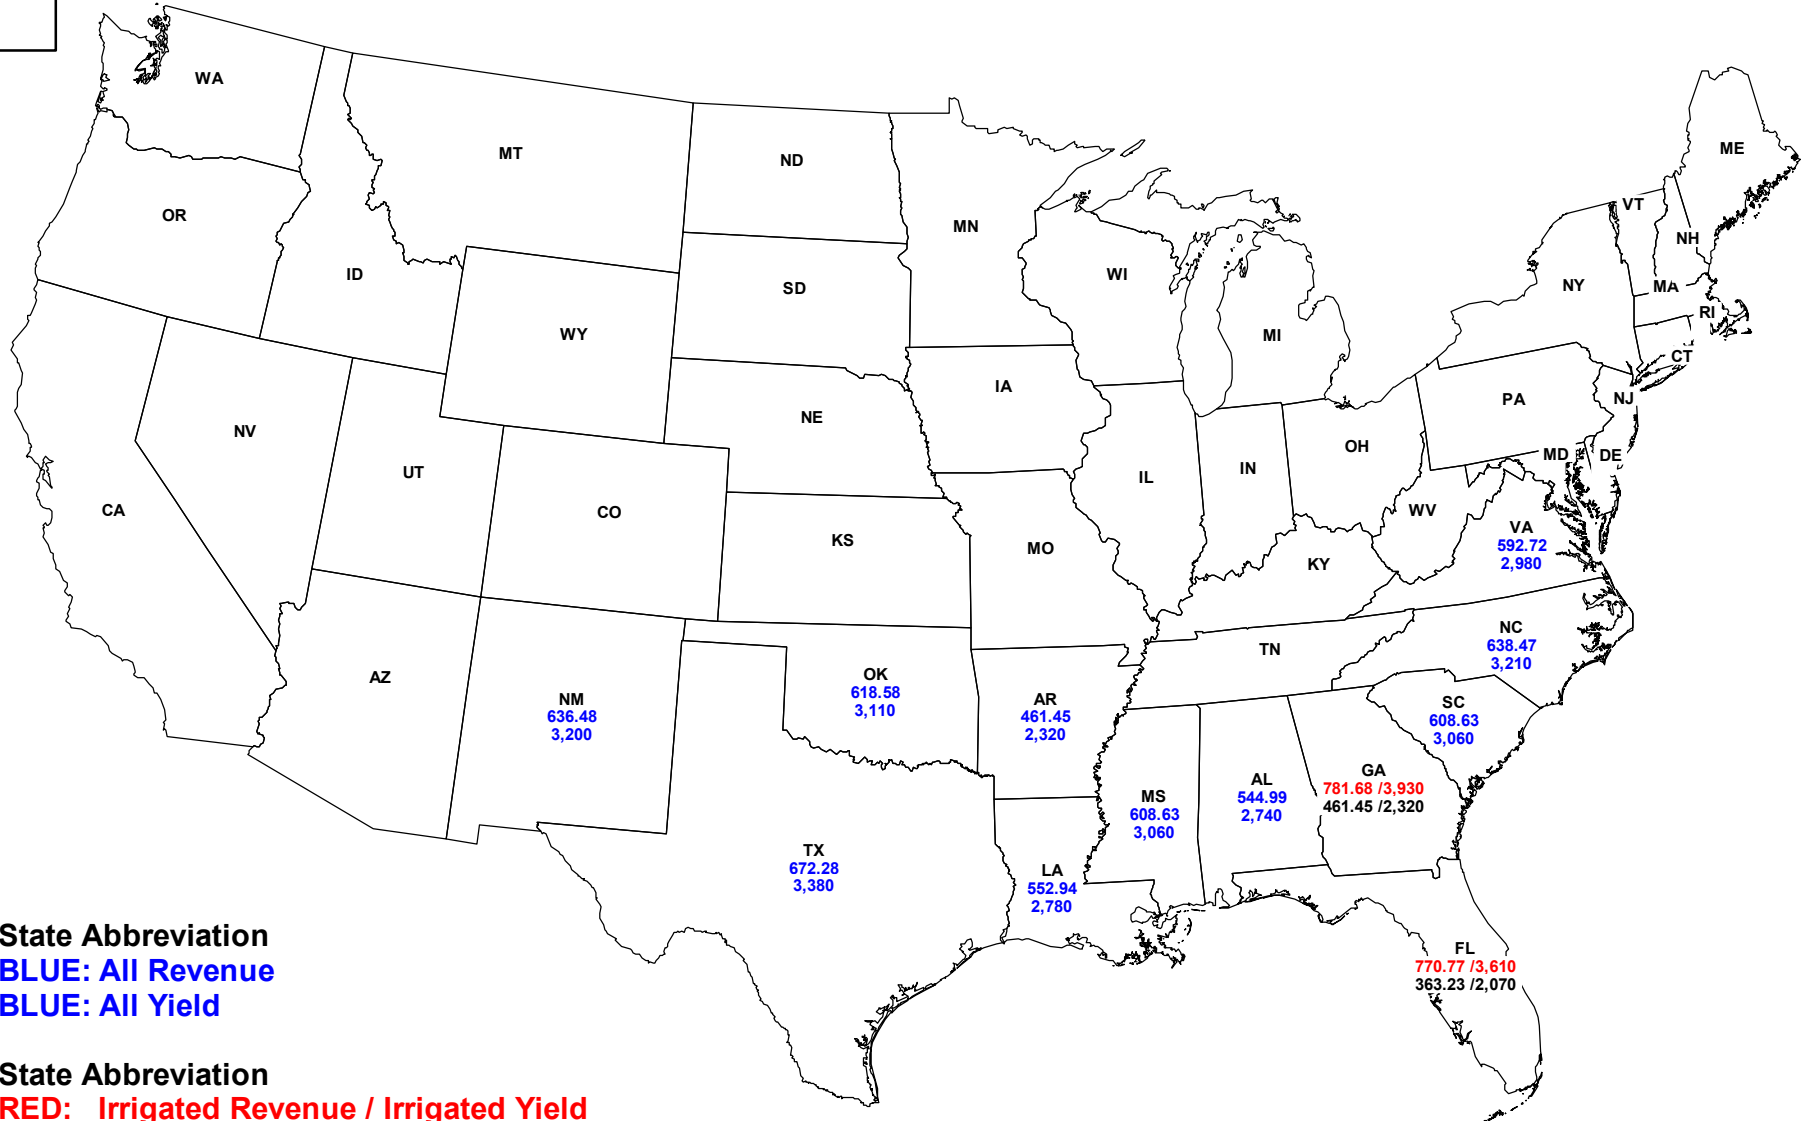 WA
MT
ND
MN
ME
VT
NH
OR
ID
SD
WI
NY
MA
RI
WY
MI
CT
IA
NE
PA
NJ
NV
UT
CO
IL
IN
OH
MD
DE
CA
KS
MO
WV
KY
VA
592.72
2,980
NC
638.47
3,210
TN
AZ
NM
636.48
3,200
OK
618.58
3,110
AR
461.45
2,320
SC
608.63
3,060
MS
608.63
3,060
AL
544.99
2,740
GA
781.68 /3,930
461.45 /2,320
TX
672.28
3,380
LA
552.94
2,780
FL
770.77 /3,610
363.23 /2,070
State Abbreviation
BLUE: All Revenue
BLUE: All Yield
State Abbreviation
RED: Irrigated Revenue / Irrigated Yield